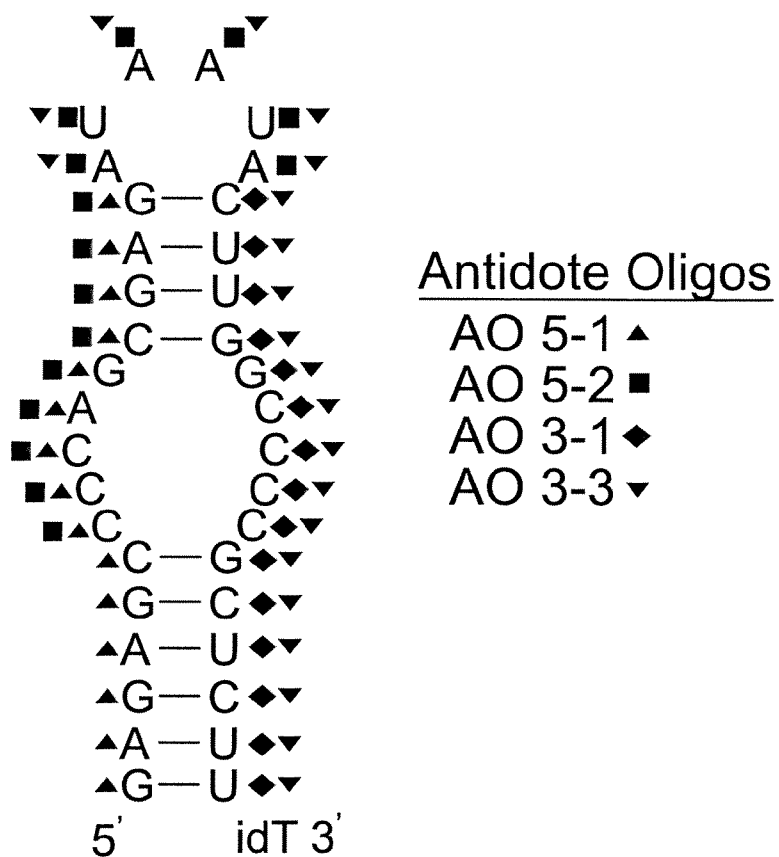 A A
U U
A A
G — C
A — U
G — U
C — G
G G
A C
C C
C C
C C
C — G
G — C
A — U
G — C
A — U
G — U
5' idT 3'
Antidote Oligos
AO 5-1 ▲
AO 5-2 ■
AO 3-1 ◆
AO 3-3 ▼